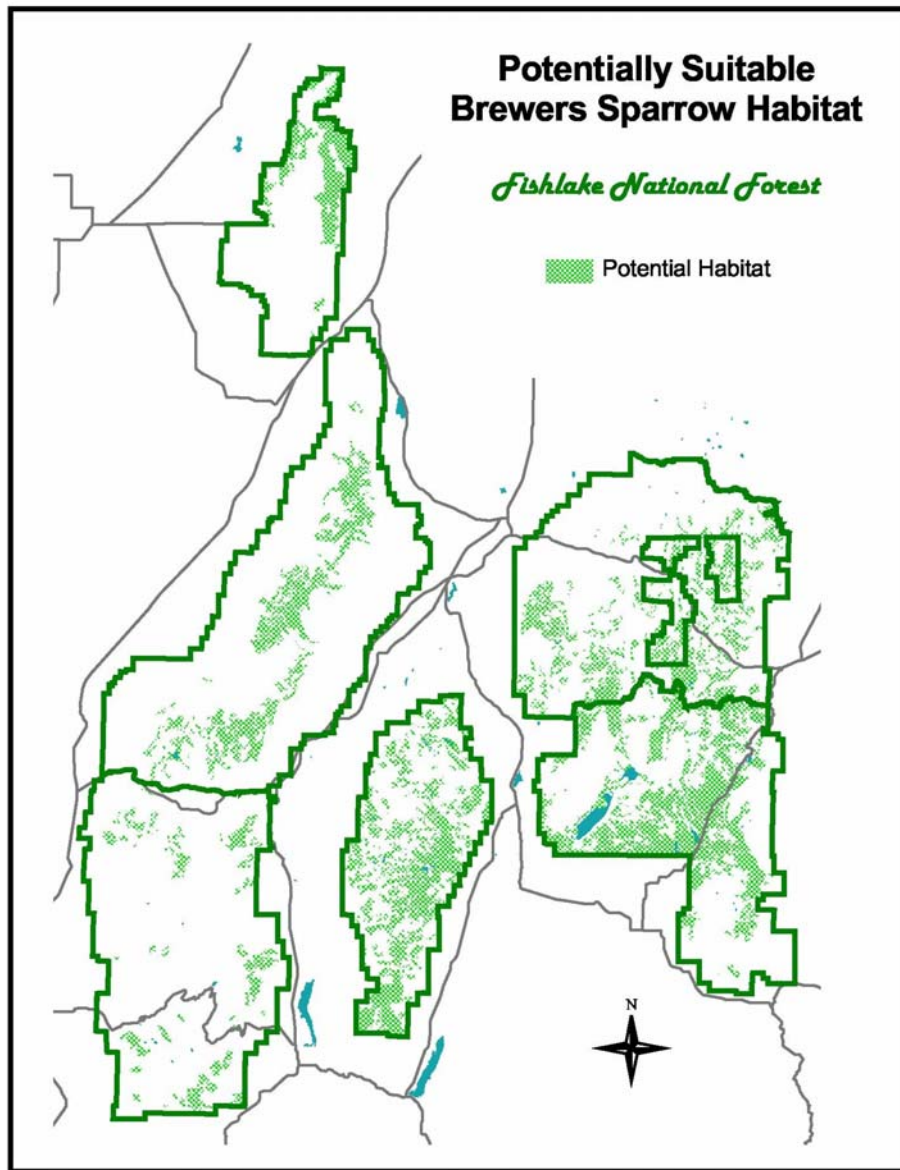 Potentially Suitable
Brewers Sparrow Habitat
Fishlake National Forest
Potential Habitat
N